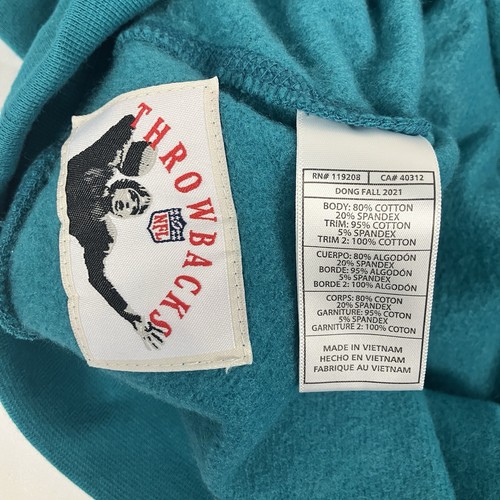 THROWBACKS
NFL
RN# 119208 CA# 40312
DONG FALL 2021
BODY: 80% COTTON
20% SPANDEX
TRIM: 95% COTTON
5% SPANDEX
TRIM 2: 100% COTTON
CUERPO: 80% ALGODÓN
20% SPANDEX
BORDE: 95% ALGODÓN
5% SPANDEX
BORDE 2: 100% ALGODÓN
CORPS: 80% COTON
20% SPANDEX
GARNITURE: 95% COTON
5% SPANDEX
GARNITURE 2: 100% COTON
MADE IN VIETNAM
HECHO EN VIETNAM
FABRIQUE AU VIETNAM